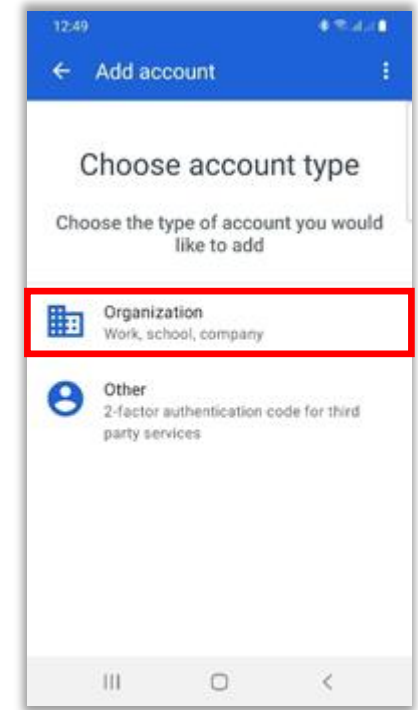 12:49
Add account
Choose account type
Choose the type of account you would
like to add
Organization
Work, school, company
Other
2-factor authentication code for third
party services